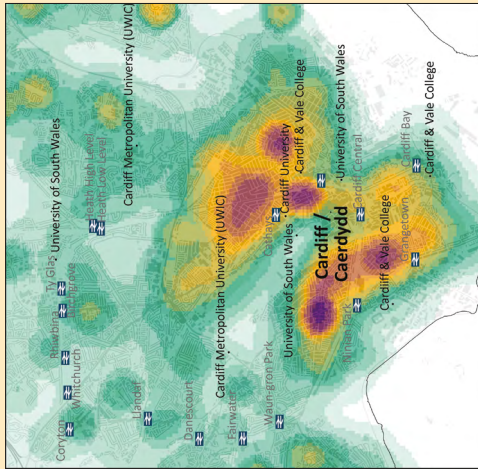 Ty Glas
University of South Wales
Rhiwbina
Coryton
Birchgrove
Whitchurch
Heath High Level
Heath Low Level
Cardiff Metropolitan University (UWIC)
Llandaf
Danescourt
Cardiff Metropolitan University (UWIC)
Fairwater
Waun-gron Park
Cathays
Cardiff University
University of South Wales
Cardiff & Vale College
Cardiff /
Caerdydd
University of South Wales
Ninian Park
Cardiff Central
Cardiff & Vale College
Grangetown
Cardiff Bay
Cardiff & Vale College